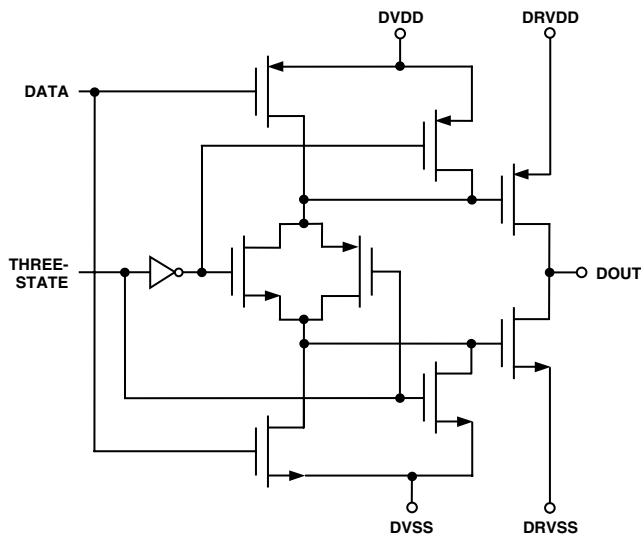 DVDD
DRVDD
DATA
THREE-
STATE
DOUT
DVSS
DRVSS